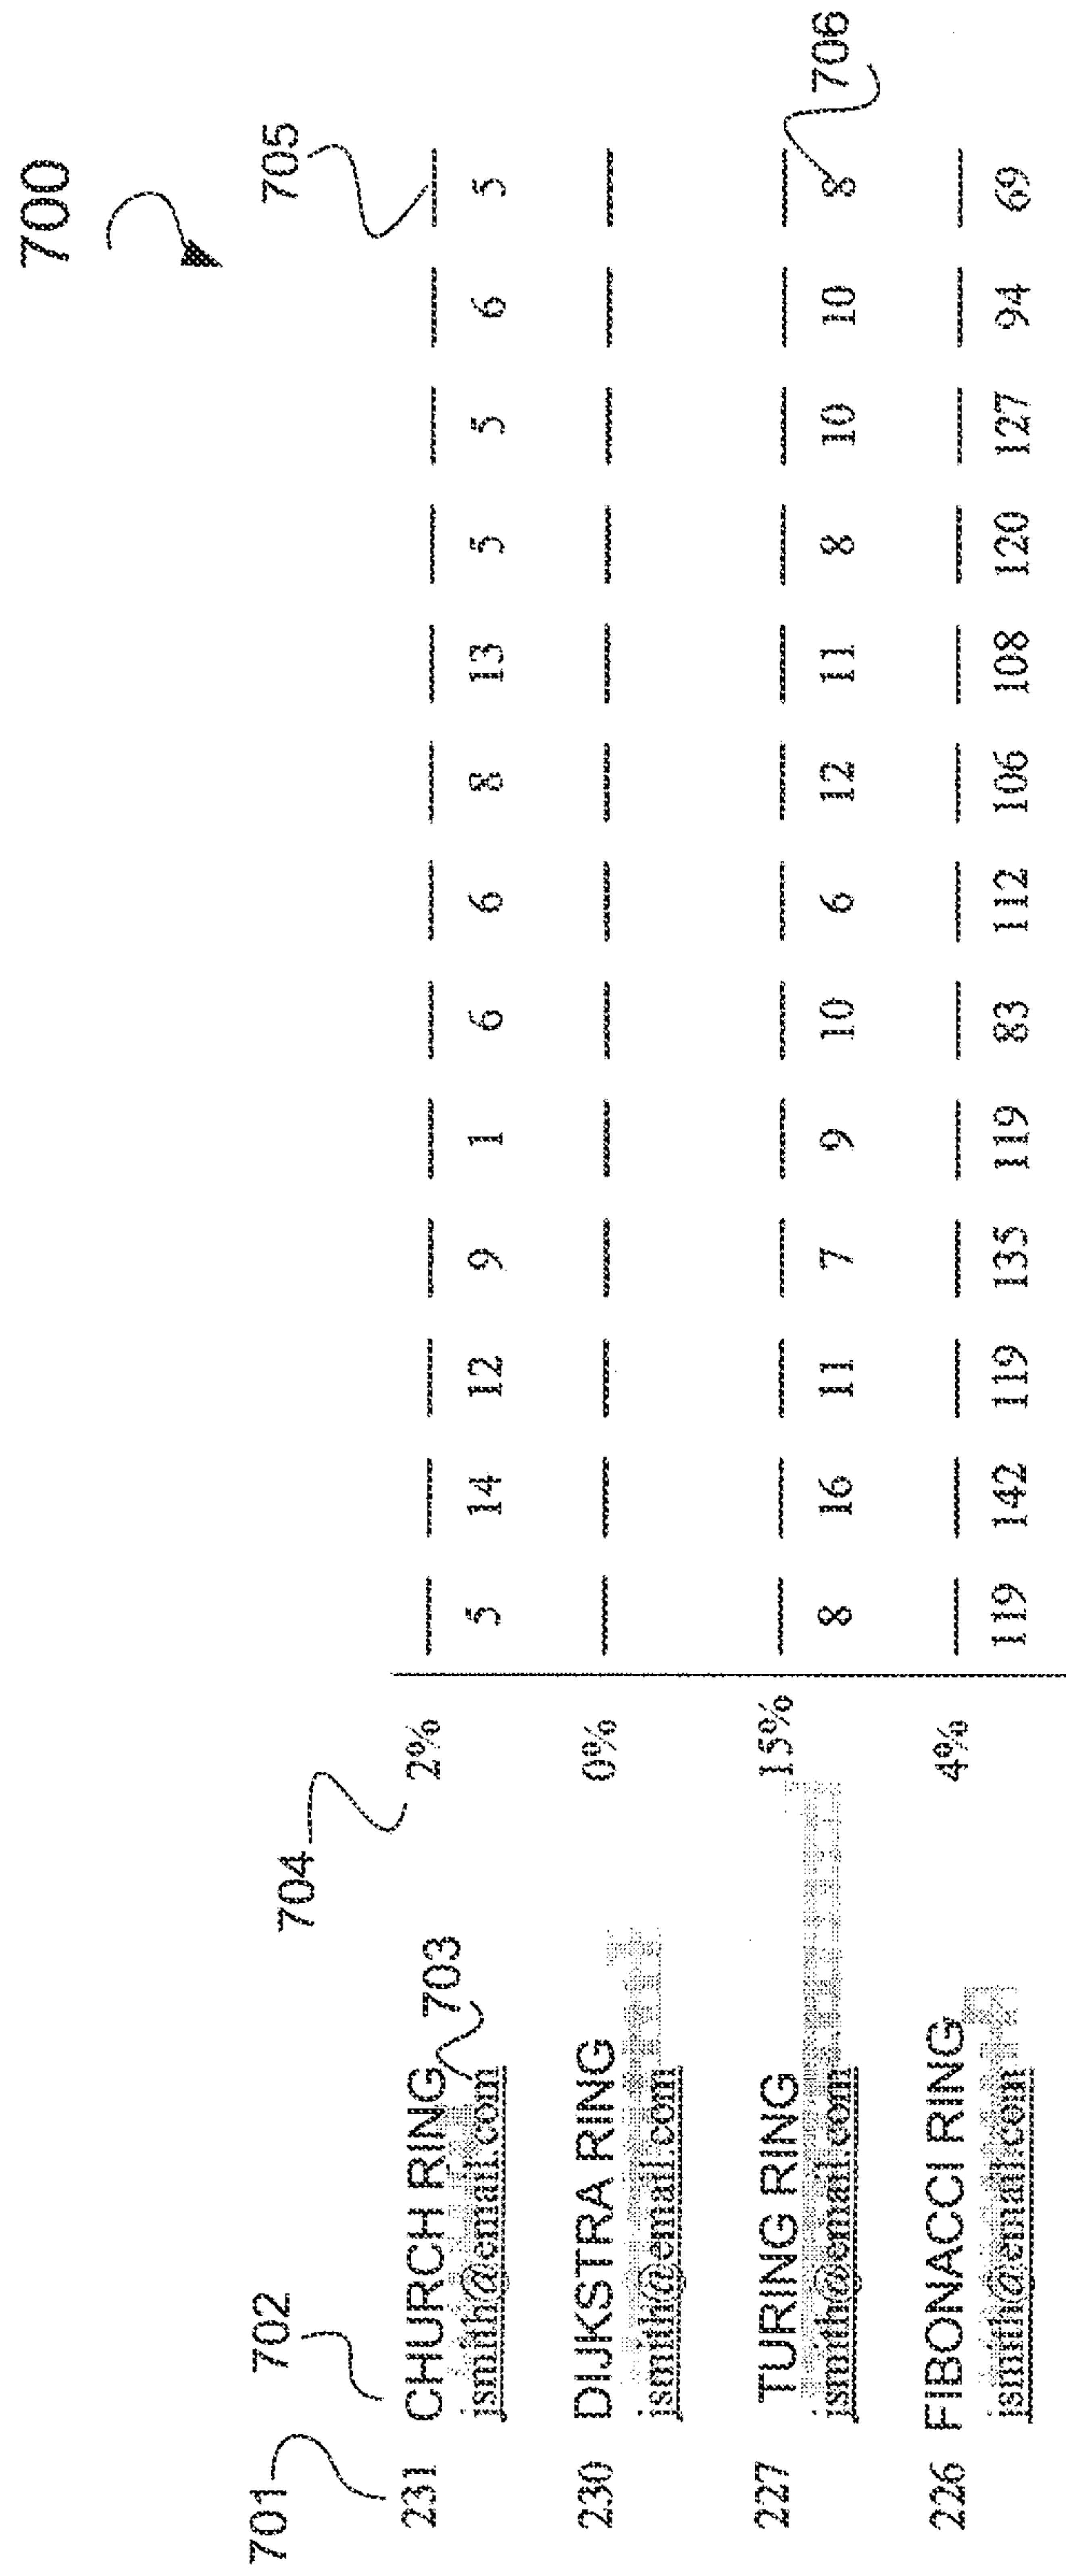 700
701 702 703 704 705
231 CHURCH RING 2%
jsmith@email.com 5 14 12 9 1 6 6 8 13 5 5 6 5
230 DIJKSTRA RING 0%
jsmith@email.com
227 TURING RING 15%
jsmith@email.com 8 16 11 7 9 10 6 12 11 8 10 10 8
706
226 FIBONACCI RING 4%
jsmith@email.com 119 142 119 135 119 83 112 106 108 120 127 94 69